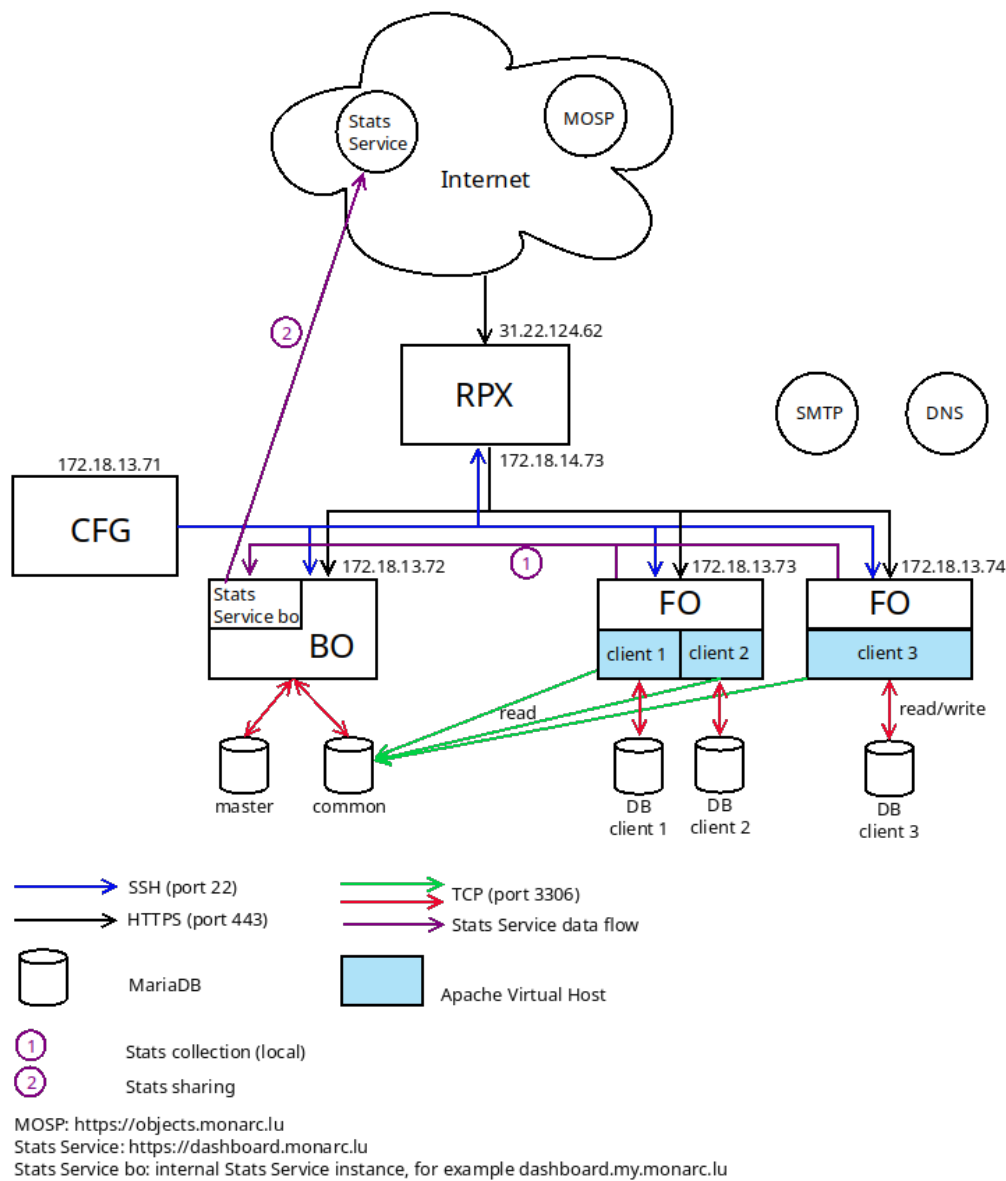 Stats
Service
MOSP
Internet
2
31.22.124.62
RPX
SMTP
DNS
172.18.14.73
172.18.13.71
CFG
1
172.18.13.72
172.18.13.73
172.18.13.74
Stats
Service bo
BO
FO
FO
client 1
client 2
client 3
read
read/write
master
common
DB
client 1
DB
client 2
DB
client 3
SSH (port 22)
TCP (port 3306)
HTTPS (port 443)
Stats Service data flow
MariaDB
Apache Virtual Host
1
Stats collection (local)
2
Stats sharing
MOSP: https://objects.monarc.lu
Stats Service: https://dashboard.monarc.lu
Stats Service bo: internal Stats Service instance, for example dashboard.my.monarc.lu